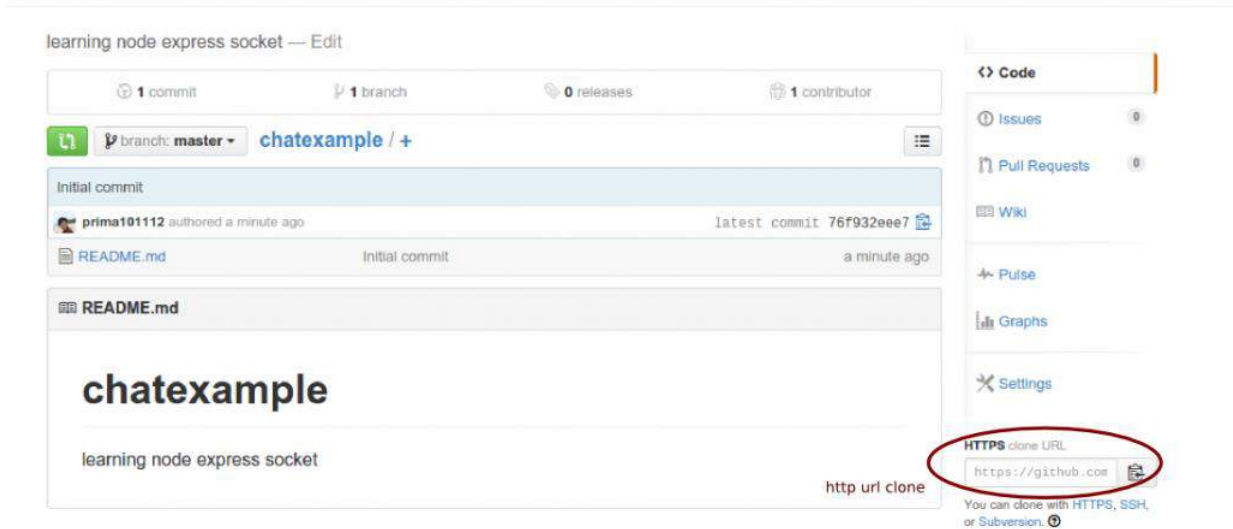 learning node express socket — Edit
1 commit 1 branch 0 releases 1 contributor
branch: master chatexample / +
Initial commit
prima101112 authored a minute ago latest commit 76f932eee7
README.md Initial commit a minute ago
README.md
chatexample
learning node express socket
http url clone
Code
Issues 0
Pull Requests 0
Wiki
Pulse
Graphs
Settings
HTTPS clone URL
https://github.com
You can clone with HTTPS, SSH,
or Subversion.